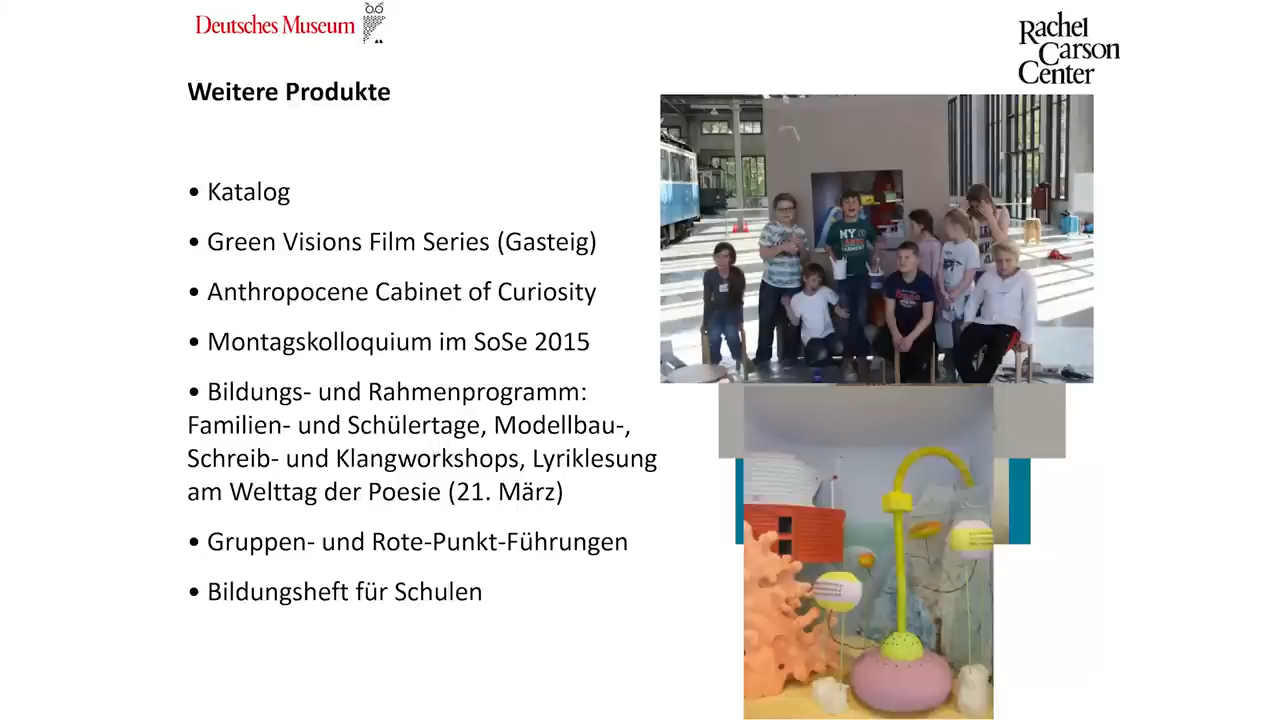 Deutsches Museum
Rachel
Carson
Center
Weitere Produkte
• Katalog
• Green Visions Film Series (Gasteig)
• Anthropocene Cabinet of Curiosity
• Montagskolloquium im SoSe 2015
• Bildungs- und Rahmenprogramm:
Familien- und Schülertage, Modellbau-,
Schreib- und Klangworkshops, Lyriklesung
am Welttag der Poesie (21. März)
• Gruppen- und Rote-Punkt-Führungen
• Bildungsheft für Schulen
MY